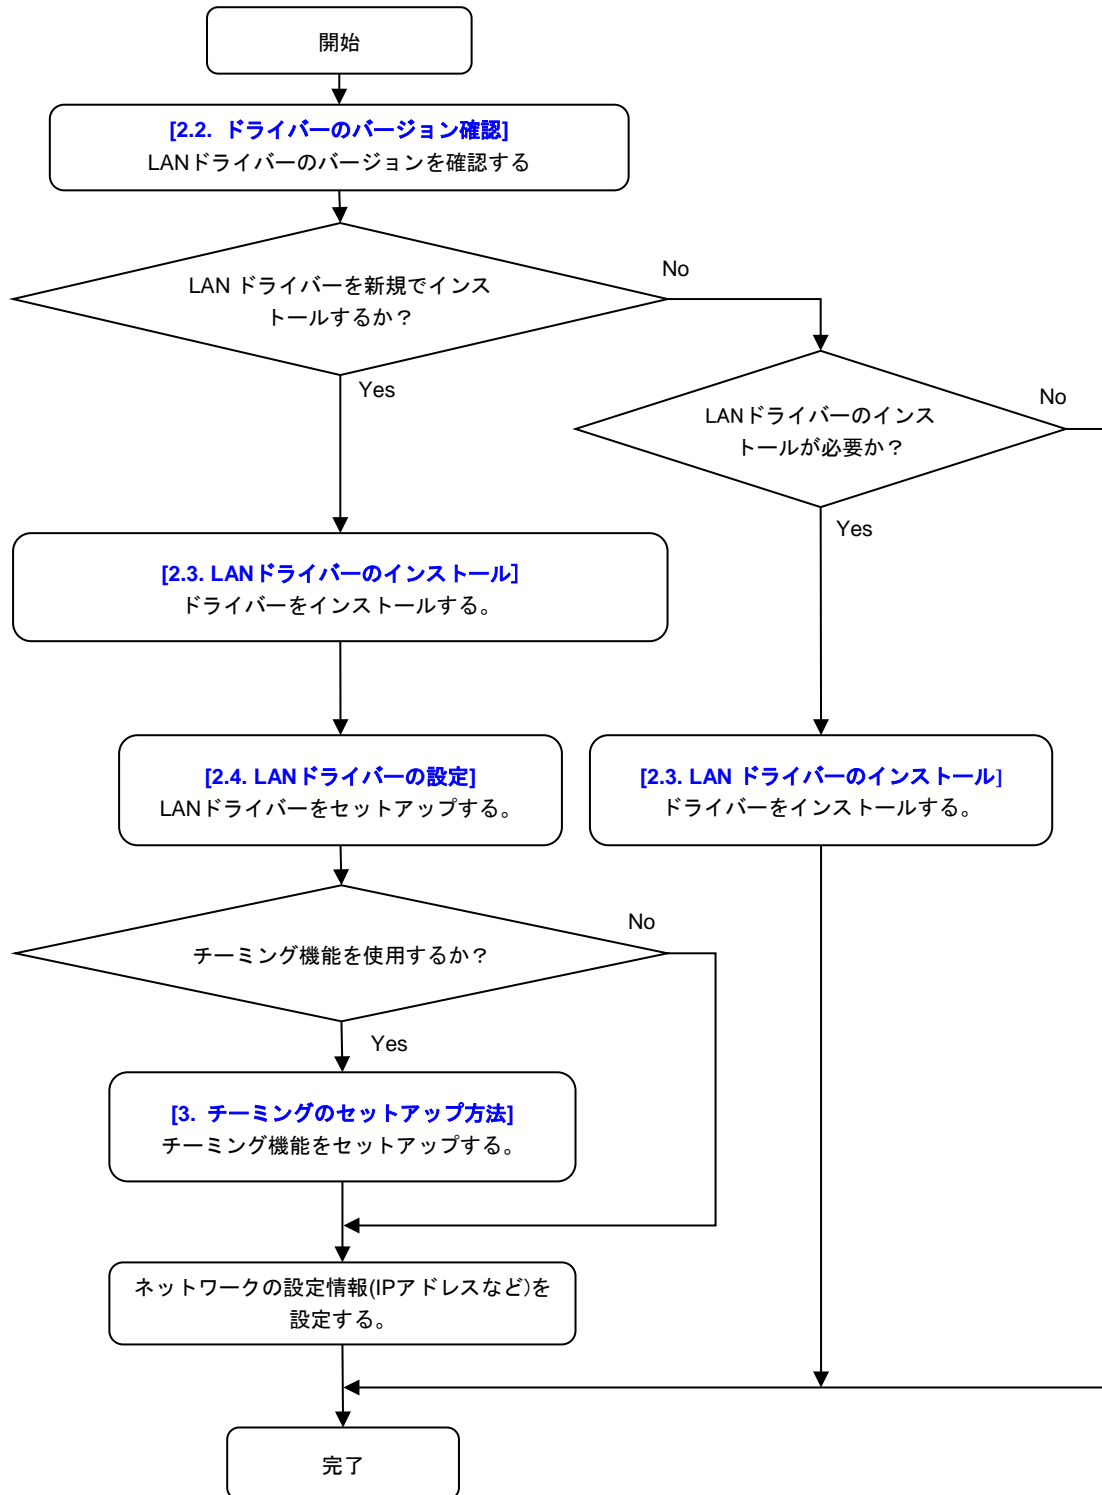 開始
[2.2. ドライバーのバージョン確認]
LANドライバーのバージョンを確認する
LAN ドライバーを新規でインス
トールするか？
No
Yes
LANドライバーのインス
トールが必要か？
No
Yes
[2.3. LANドライバーのインストール]
ドライバーをインストールする。
[2.4. LANドライバーの設定]
LANドライバーをセットアップする。
[2.3. LAN ドライバーのインストール]
ドライバーをインストールする。
チーミング機能を使用するか？
No
Yes
[3. チーミングのセットアップ方法]
チーミング機能をセットアップする。
ネットワークの設定情報(IPアドレスなど)を
設定する。
完了